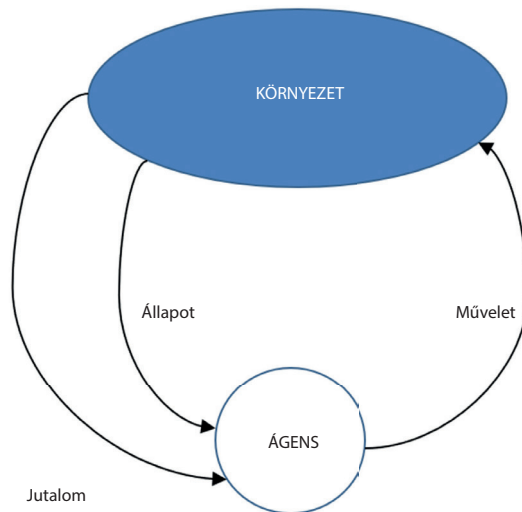 KÖRNYEZET
Állapot
Művelet
ÁGENS
Jutalom